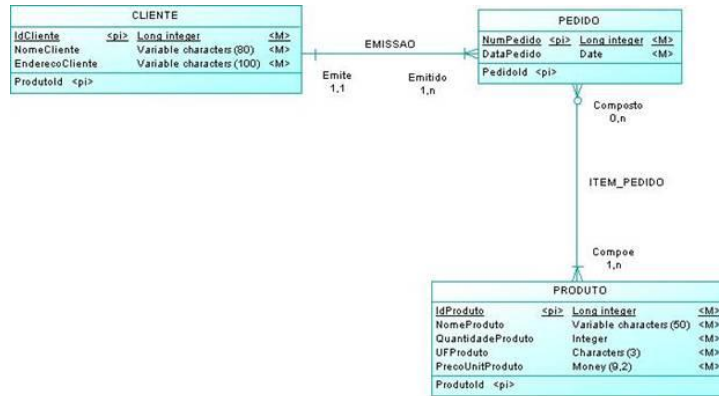 CLIENTE
IdCliente <pi> Long integer <M>
NomeCliente Variable characters (80) <M>
EnderecoCliente Variable characters (100) <M>
ProdutoId <pi>
EMISSAO
Emite
1,1
Emitido
1,n
PEDIDO
NumPedido <pi> Long integer <M>
DataPedido Date <M>
PedidoId <pi>
Composto
0,n
ITEM_PEDIDO
Compoe
1,n
PRODUTO
IdProduto <pi> Long integer <M>
NomeProduto Variable characters (50) <M>
QuantidadeProduto Integer <M>
UFProduto Characters (3) <M>
PrecoUnitProduto Money (9,2) <M>
ProdutoId <pi>